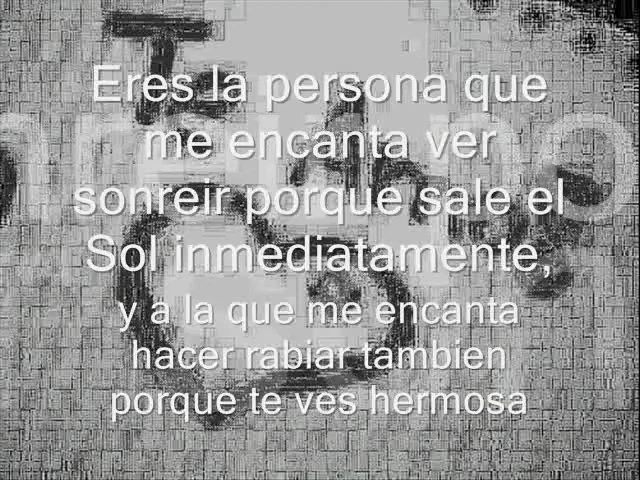 Eres la persona que
me encanta ver
sonreir porque sale el
Sol inmediatamente,
y a la que me encanta
hacer rabiar tambien
porque te ves hermosa